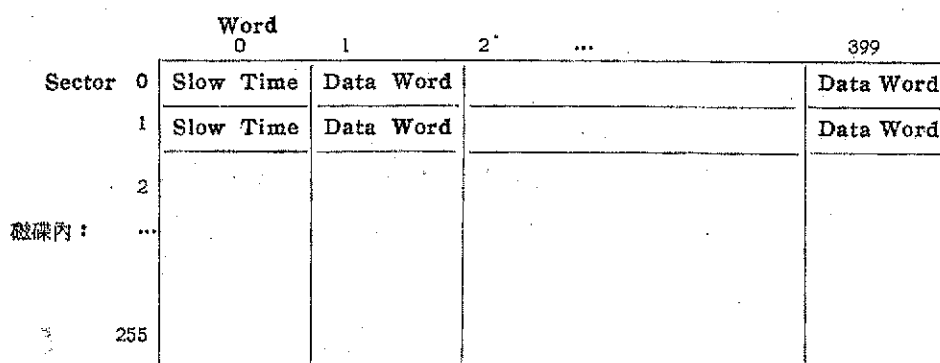 Word
0 1 2 ... 399
Sector 0 Slow Time Data Word Data Word
1 Slow Time Data Word Data Word
2
磁碟內： ...
255